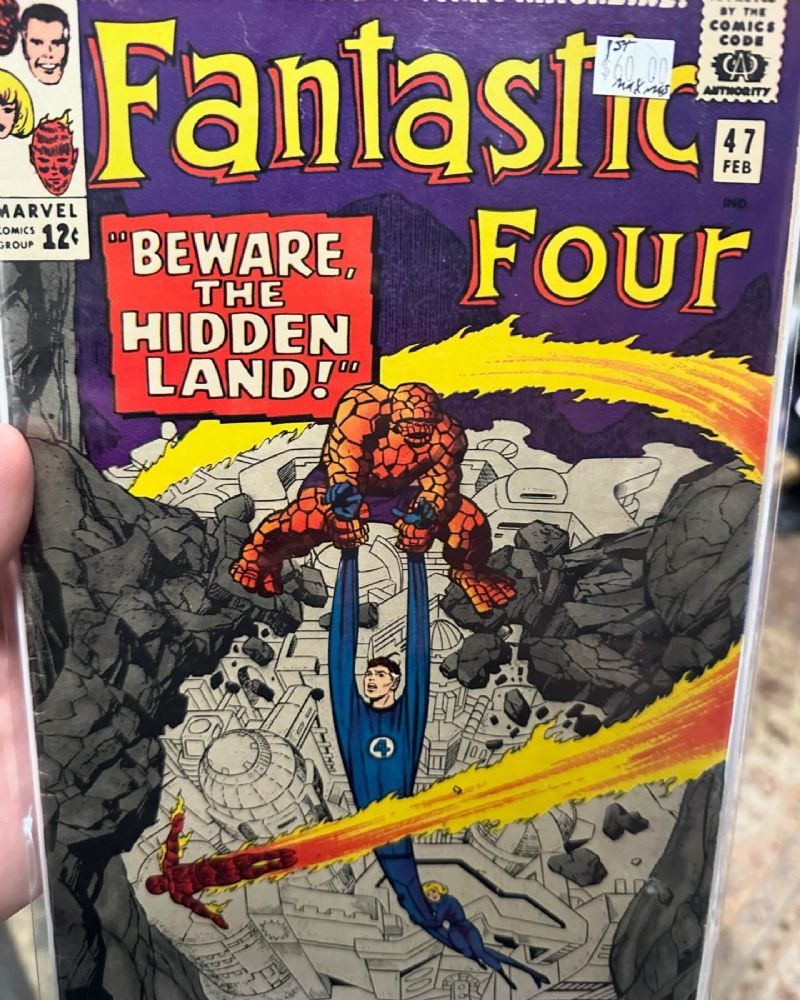 BY THE
COMICS
CODE
AUTHORITY
1ST
$60.00
Fantastic
Four
47
FEB
IND
MARVEL
COMICS
GROUP 12¢
"BEWARE,
THE
HIDDEN
LAND!"
4